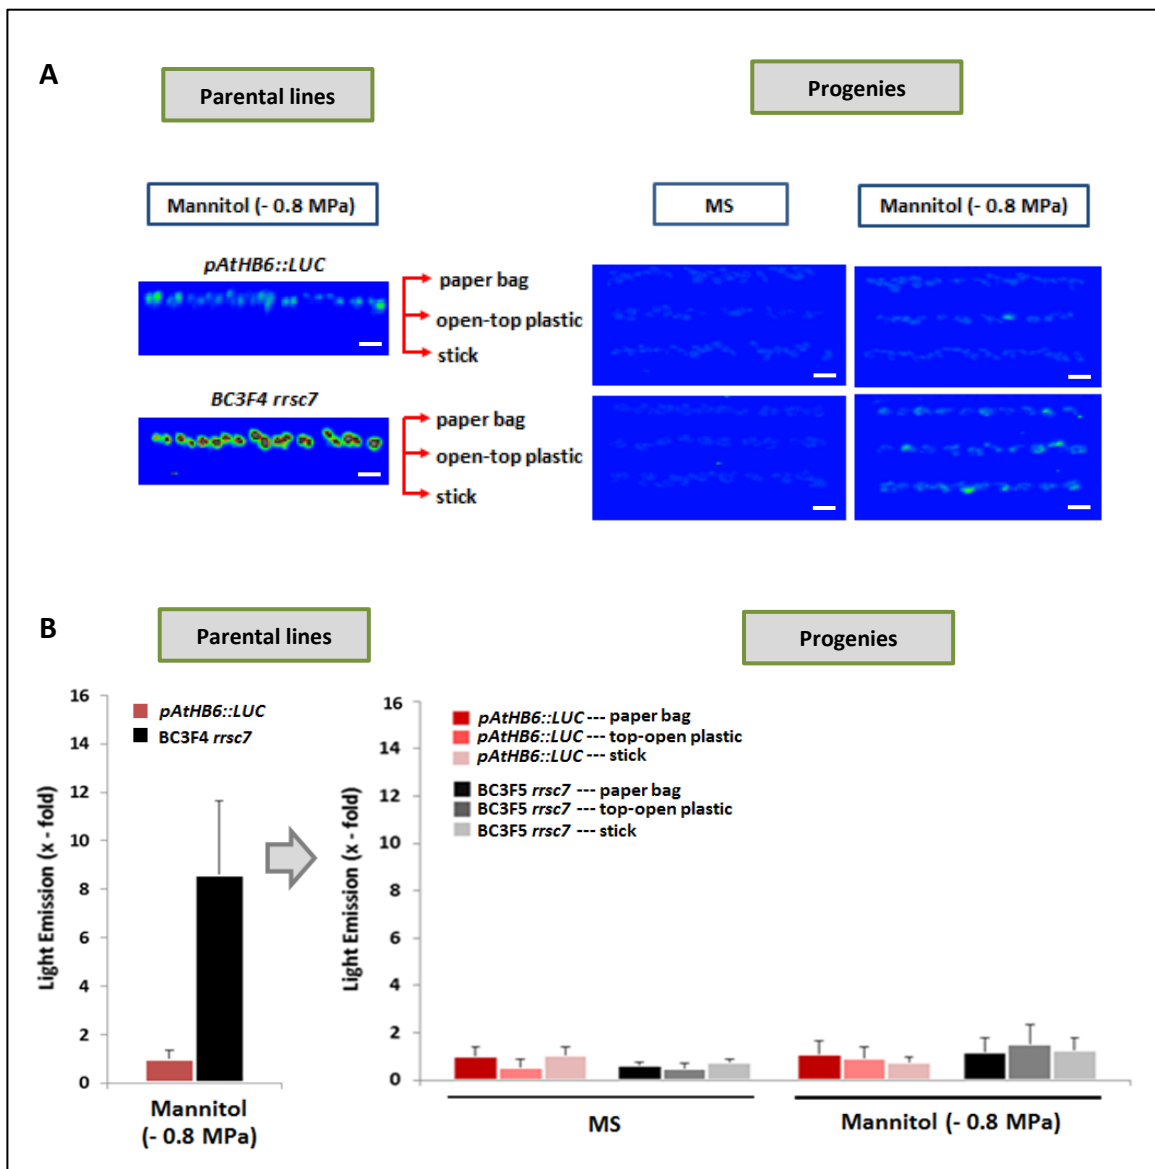 A
Parental lines
Progenies
Mannitol (- 0.8 MPa)
MS
Mannitol (- 0.8 MPa)
pAtHB6::LUC
paper bag
open-top plastic
stick
BC3F4 rrsc7
paper bag
open-top plastic
stick
B
Parental lines
Progenies
Light Emission (x - fold)
16
14
12
10
8
6
4
2
0
pAtHB6::LUC
BC3F4 rrsc7
Mannitol
(- 0.8 MPa)
Light Emission (x - fold)
16
14
12
10
8
6
4
2
0
pAtHB6::LUC --- paper bag
pAtHB6::LUC --- top-open plastic
pAtHB6::LUC --- stick
BC3F5 rrsc7 --- paper bag
BC3F5 rrsc7 --- top-open plastic
BC3F5 rrsc7 --- stick
MS
Mannitol (- 0.8 MPa)